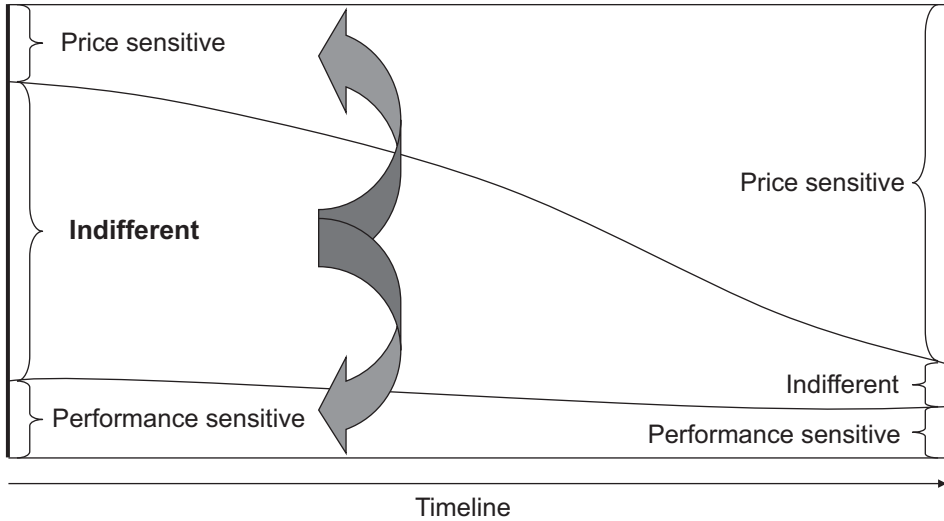 Price sensitive
Indifferent
Performance sensitive
Price sensitive
Indifferent
Performance sensitive
Timeline